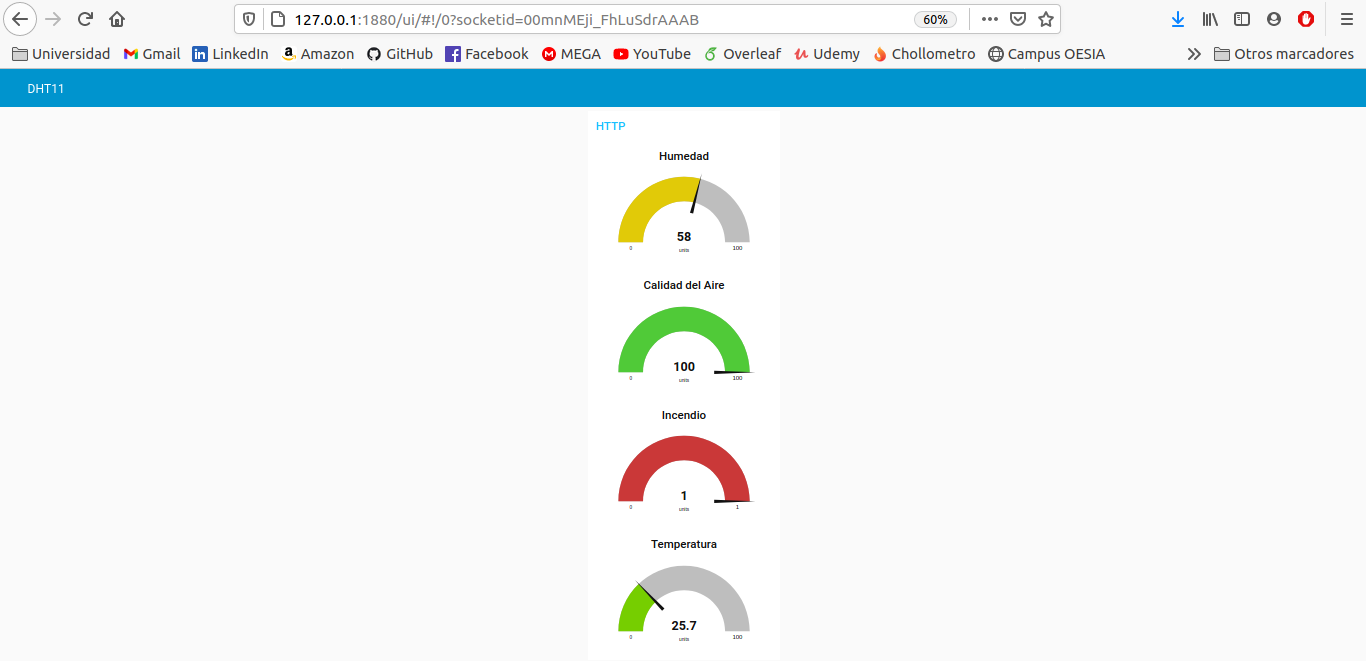 127.0.0.1:1880/ui/#!/0?socketid=00mnMEji_FhLuSdrAAAB 60%
Universidad Gmail LinkedIn Amazon GitHub Facebook MEGA YouTube Overleaf Udemy Chollometro Campus OESIA Otros marcadores
DHT11
HTTP
Humedad
58
0 units 100
Calidad del Aire
100
0 units 100
Incendio
1
0 units 1
Temperatura
25.7
0 units 100